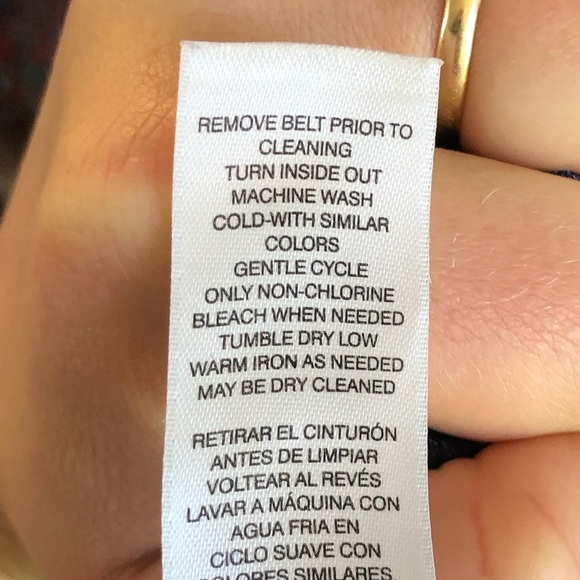 REMOVE BELT PRIOR TO
CLEANING
TURN INSIDE OUT
MACHINE WASH
COLD-WITH SIMILAR
COLORS
GENTLE CYCLE
ONLY NON-CHLORINE
BLEACH WHEN NEEDED
TUMBLE DRY LOW
WARM IRON AS NEEDED
MAY BE DRY CLEANED
RETIRAR EL CINTURÓN
ANTES DE LIMPIAR
VOLTEAR AL REVÉS
LAVAR A MÁQUINA CON
AGUA FRIA EN
CICLO SUAVE CON
COLORES SIMILARES